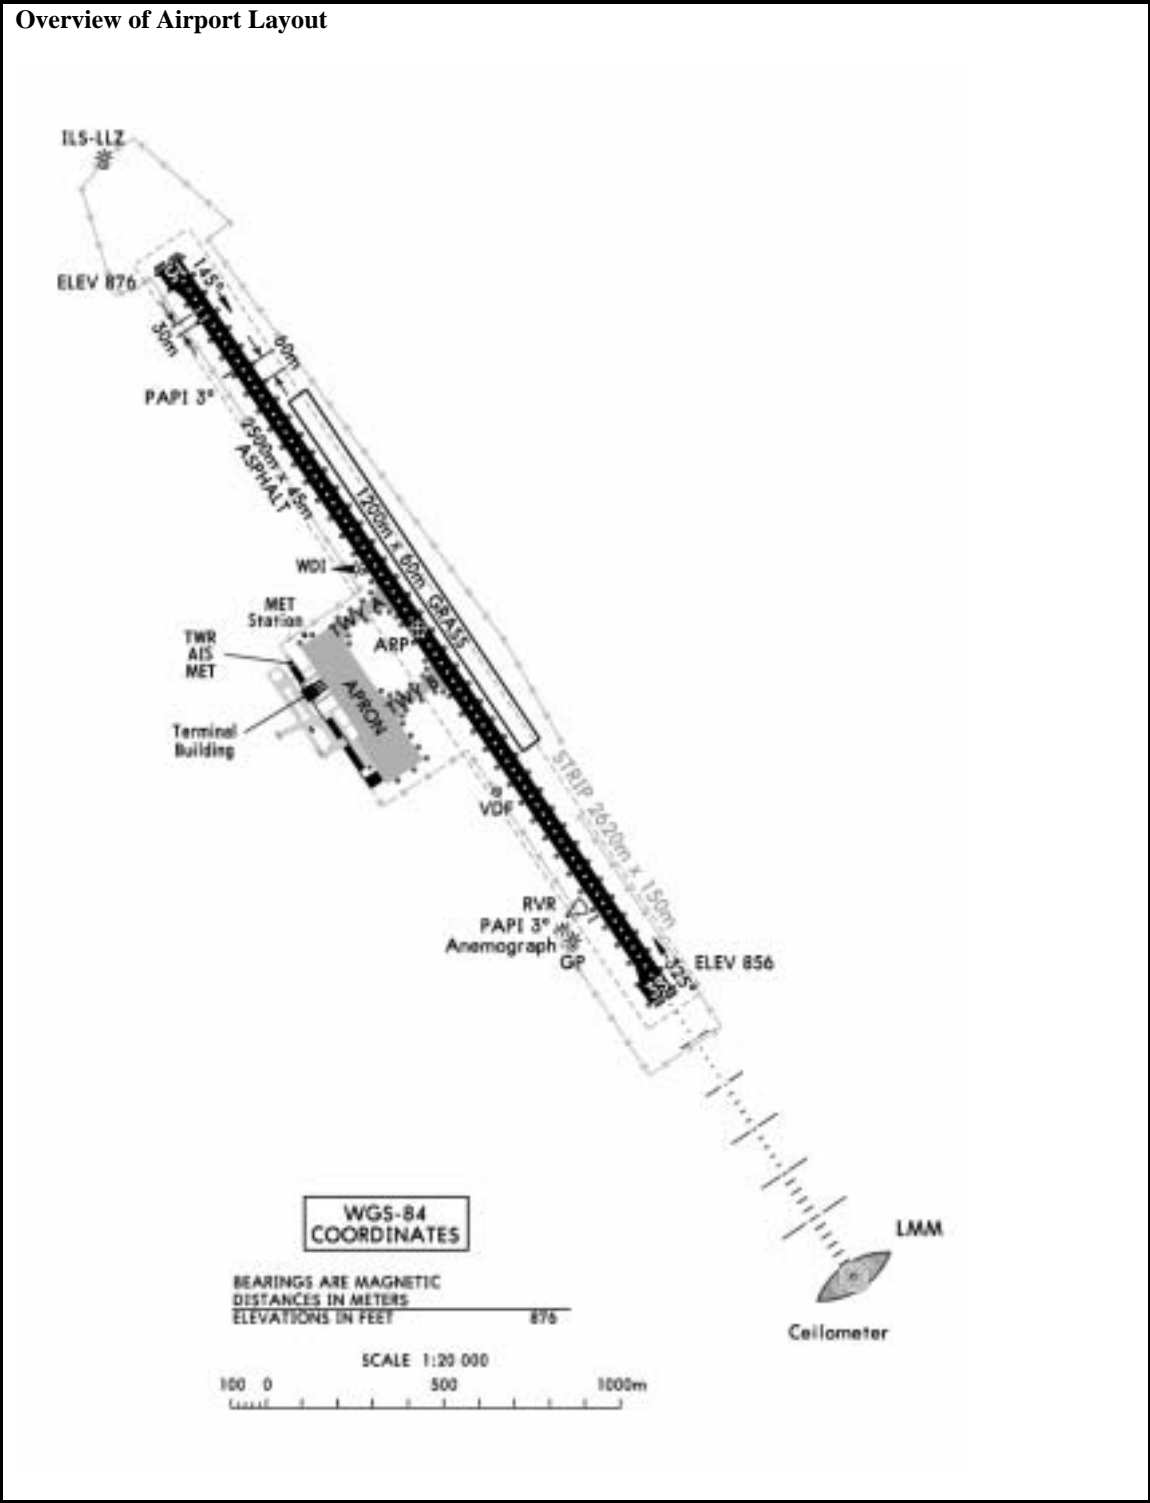 Overview of Airport Layout
ILS-LLZ
ELEV 876
145°
30m
60m
PAPI 3°
2500m x 45m
ASPHALT
1200m x 60m GRASS
WDI
MET
Station
TWY A
TWR
AIS
MET
ARP
APRON
TWY B
Terminal
Building
VDF
STRIP 2620m x 150m
RVR
PAPI 3°
Anemograph
GP
325°
ELEV 856
LMM
Ceilometer
WGS-84
COORDINATES
BEARINGS ARE MAGNETIC
DISTANCES IN METERS
ELEVATIONS IN FEET 876
SCALE 1:20 000
100 0 500 1000m